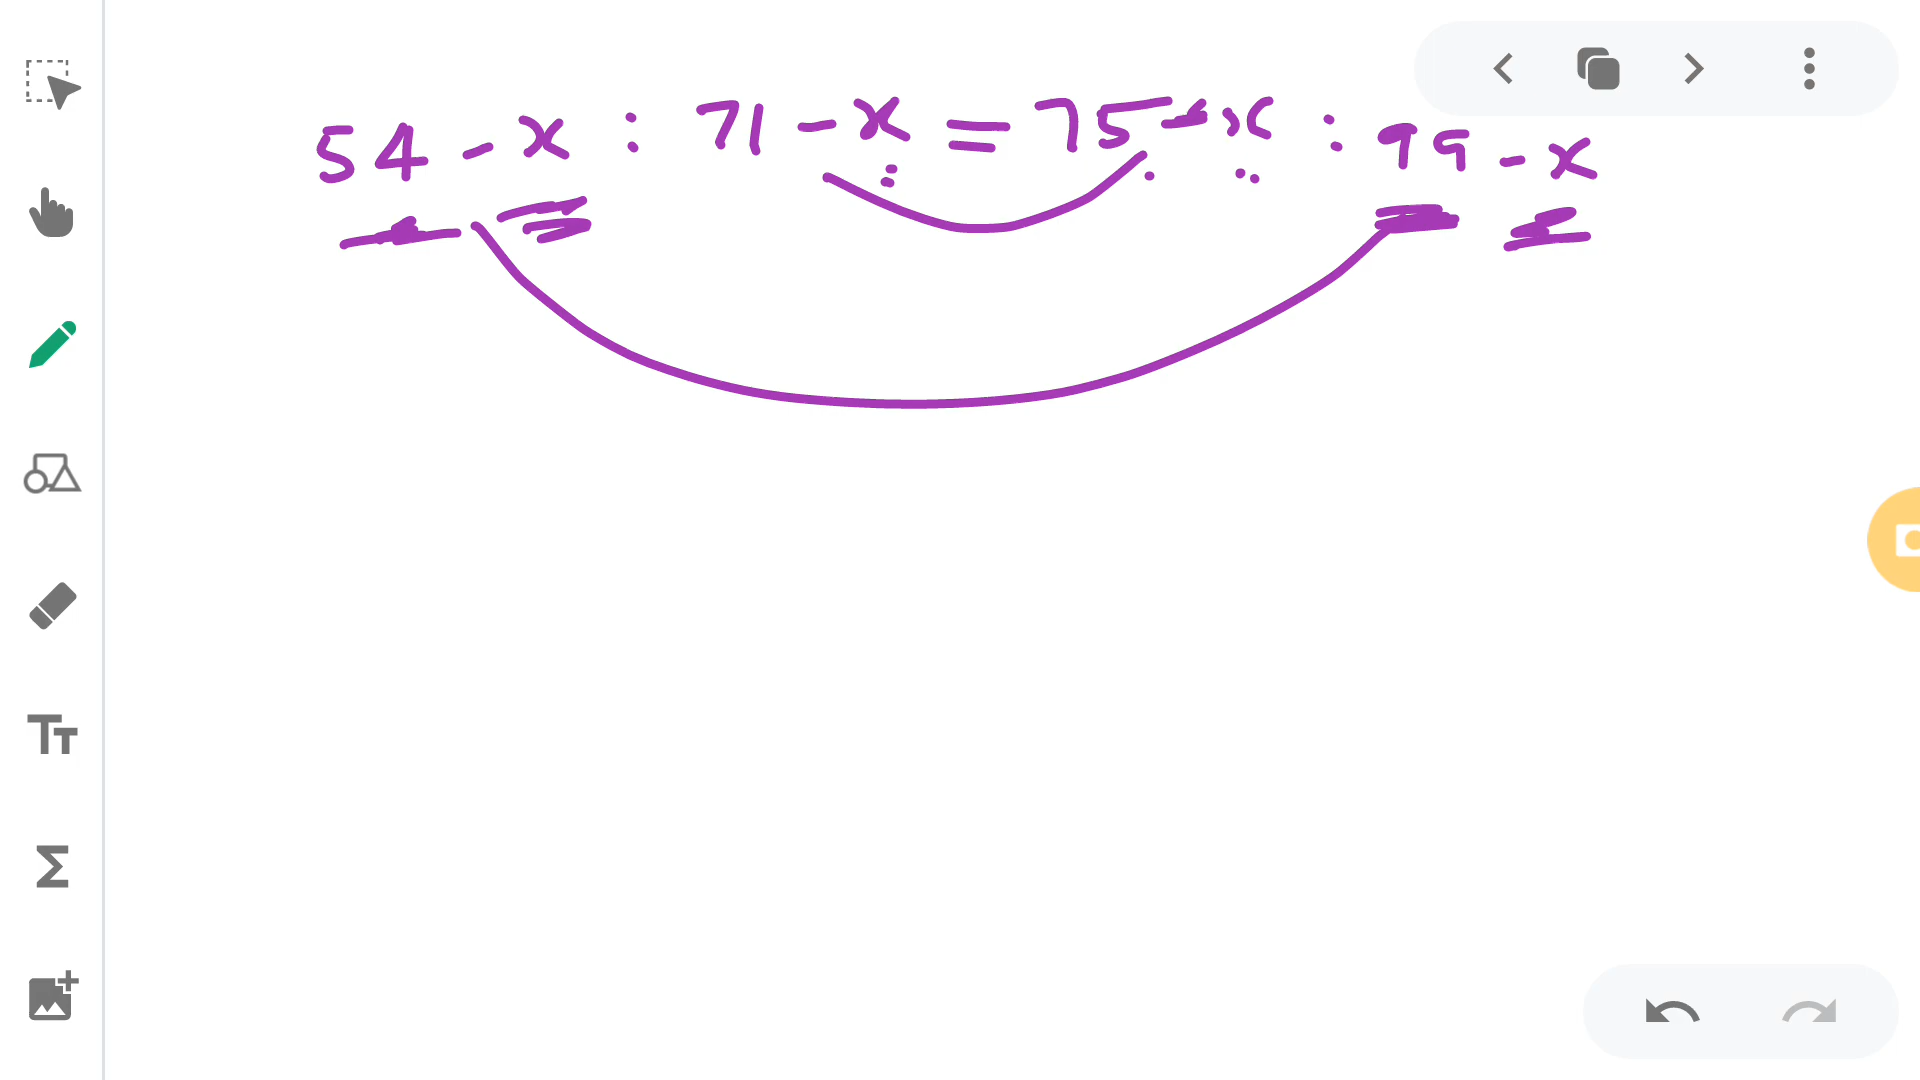 54 - x : 71 - x = 75 - x : 99 - x